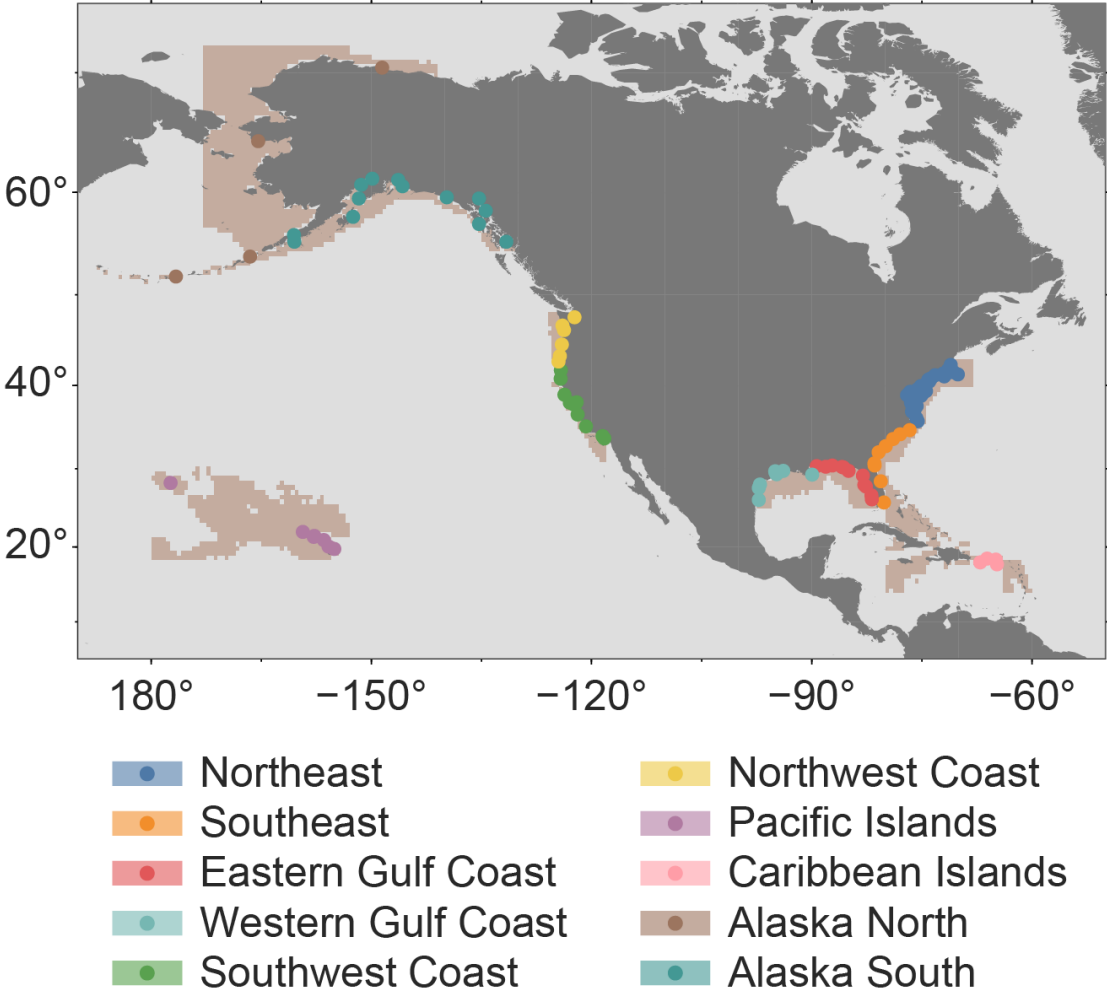 60°
40°
20°
180° −150° −120° −90° −60°
Northeast
Southeast
Eastern Gulf Coast
Western Gulf Coast
Southwest Coast
Northwest Coast
Pacific Islands
Caribbean Islands
Alaska North
Alaska South